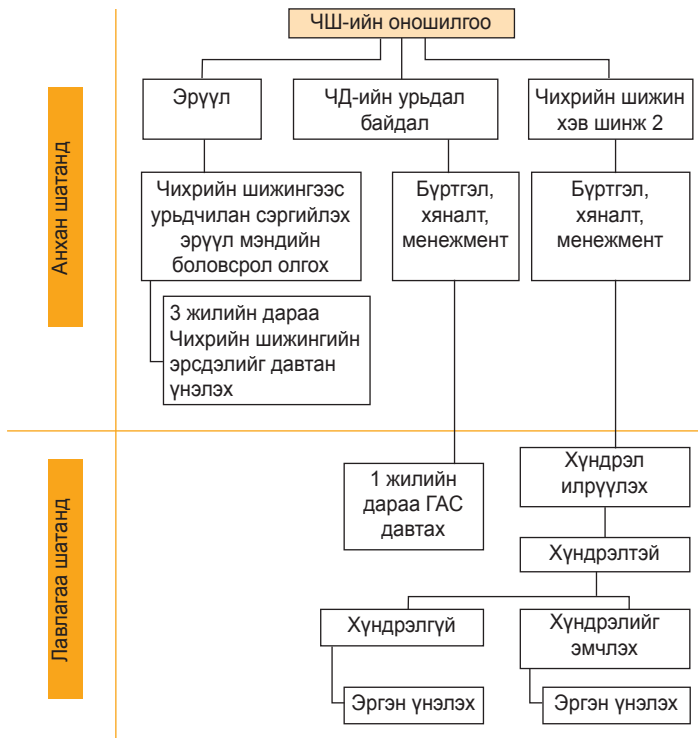 ЧШ-ийн оношилгоо
Анхан шатанд
Эрүүл
ЧД-ийн урьдал
байдал
Чихрийн шижин
хэв шинж 2
Чихрийн шижингээс
урьдчилан сэргийлэх
эрүүл мэндийн
боловсрол олгох
Бүртгэл,
хяналт,
менежмент
Бүртгэл,
хяналт,
менежмент
3 жилийн дараа
Чихрийн шижингийн
эрсдэлийг давтан
үнэлэх
Лавлагаа шатанд
1 жилийн
дараа ГАС
давтах
Хүндрэл
илрүүлэх
Хүндрэлтэй
Хүндрэлгүй
Хүндрэлийг
эмчлэх
Эргэн үнэлэх
Эргэн үнэлэх